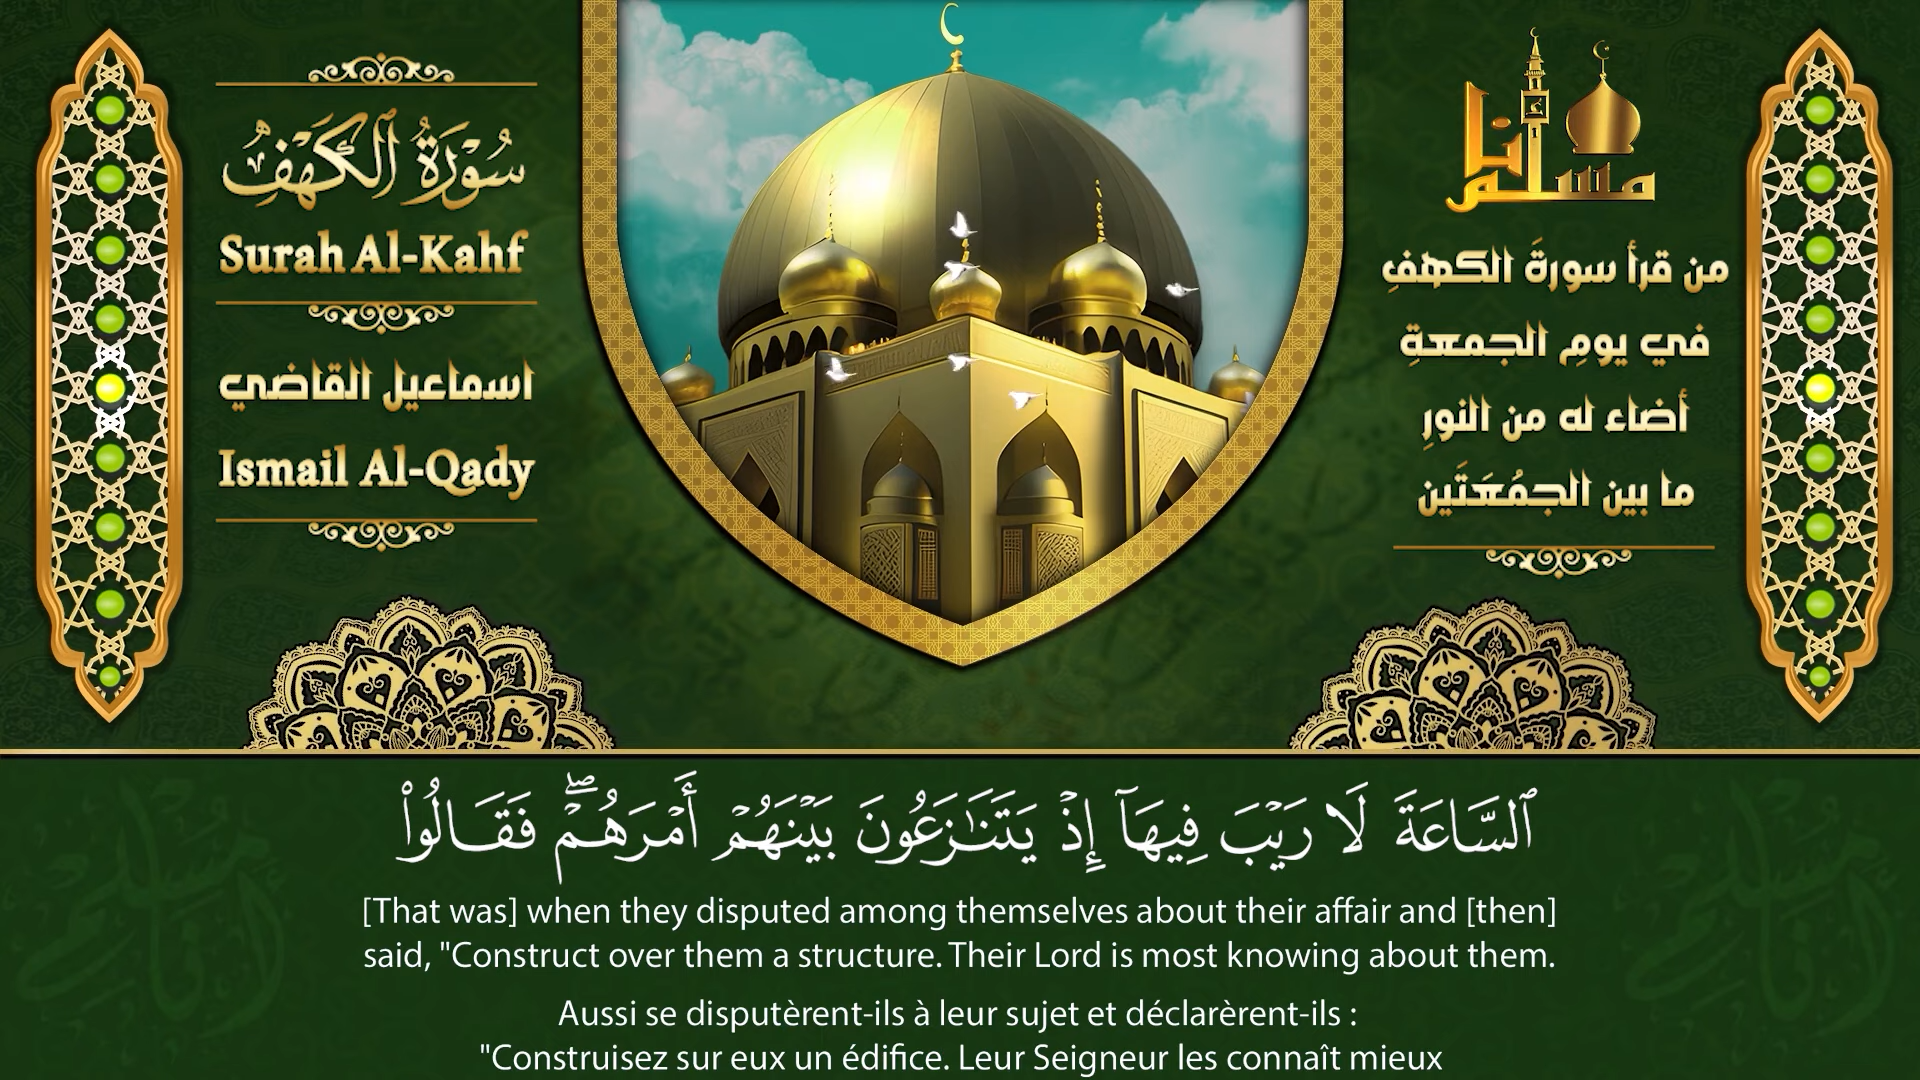 سُورَةُ ٱلْكَهْفِ
Surah Al-Kahf
اسماعيل القاضي
Ismail Al-Qady
أنا مسلم
من قرأ سورةَ الكهفِ
في يومِ الجمعةِ
أضاء له من النورِ
ما بين الجمُعَتَين
ٱلسَّاعَةَ لَا رَيْبَ فِيهَآ إِذْ يَتَنَٰزَعُونَ بَيْنَهُمْ أَمْرَهُمْ ۖ فَقَالُوا۟
[That was] when they disputed among themselves about their affair and [then]
said, "Construct over them a structure. Their Lord is most knowing about them.
Aussi se disputèrent-ils à leur sujet et déclarèrent-ils :
"Construisez sur eux un édifice. Leur Seigneur les connaît mieux